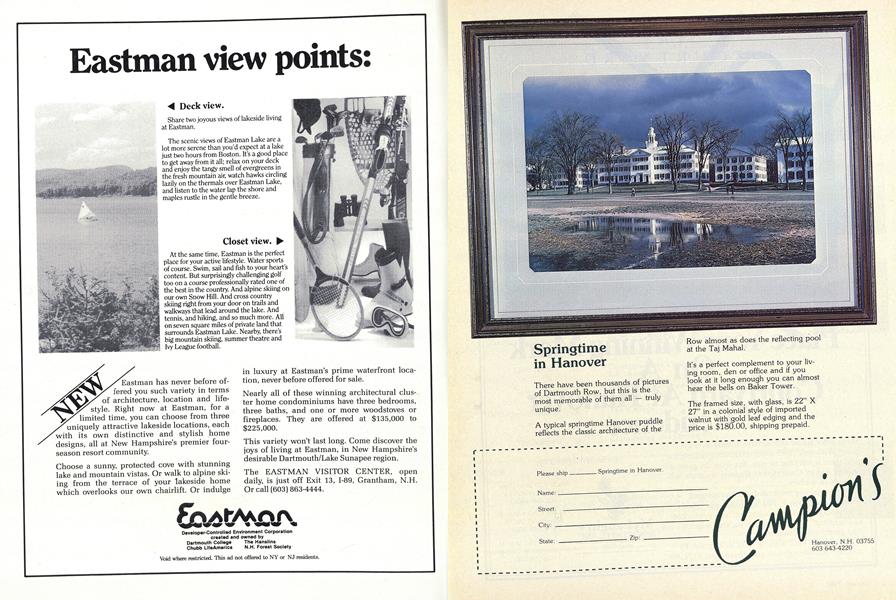 Eastman view points:
◀ Deck view.
Share two joyous views of lakeside living
at Eastman.
The scenic views of Eastman Lake are a
lot more serene than you'd expect at a lake
just two hours from Boston. It's a good place
to get away from it all; relax on your deck
and enjoy the tangy smell of evergreens in
the fresh mountain air, watch hawks circling
lazily on the thermals over Eastman Lake,
and listen to the water lap the shore and
maples rustle in the gentle breeze.
Closet view. ▶
At the same time, Eastman is the perfect
place for your active lifestyle. Water sports
of course. Swim, sail and fish to your heart's
content. But surprisingly challenging golf
too on a course professionally rated one of
the best in the country. And alpine skiing on
our own Snow Hill. And cross country
skiing right from your door on trails and
walkways that lead around the lake. And
tennis, and hiking, and so much more. All
on seven square miles of private land that
surrounds Eastman Lake. Nearby, there's
big mountain skiing, summer theatre and
Ivy League football.
NEW
Eastman has never before of-
fered you such variety in terms
of architecture, location and life-
style. Right now at Eastman, for a
limited time, you can choose from three
uniquely attractive lakeside locations, each
with its own distinctive and stylish home
designs, all at New Hampshire's premier four-
season resort community.
Choose a sunny, protected cove with stunning
lake and mountain vistas. Or walk to alpine ski-
ing from the terrace of your lakeside home
which overlooks our own chairlift. Or indulge
in luxury at Eastman's prime waterfront loca-
tion, never before offered for sale.
Nearly all of these winning architectural clus-
ter home condominiums have three bedrooms,
three baths, and one or more woodstoves or
fireplaces. They are offered at $135,000 to
$225,000.
This variety won't last long. Come discover the
joys of living at Eastman, in New Hampshire's
desirable Dartmouth/Lake Sunapee region.
The EASTMAN VISITOR CENTER, open
daily, is just off Exit 13, I-89, Grantham, N.H.
Or call (603) 863-4444.
Eastman
Developer-Controlled Environment Corporation
created and owned by
Dartmouth College The Hanslins
Chubb LifeAmerica N.H. Forest Society
Void where restricted. This ad not offered to NY or NJ residents.
Springtime
in Hanover
There have been thousands of pictures
of Dartmouth Row, but this is the
most memorable of them all — truly
unique.
A typical springtime Hanover puddle
reflects the classic architecture of the
Row almost as does the reflecting pool
at the Taj Mahal.
It's a perfect complement to your liv-
ing room, den or office and if you
look at it long enough you can almost
hear the bells on Baker Tower.
The framed size, with glass, is 22" X
27" in a colonial style of imported
walnut with gold leaf edging and the
price is $180.00, shipping prepaid.
Please ship Springtime in Hanover.
Name:
Street:
City:
State: Zip:
Campion's
Hanover, N.H. 03755
603 643-4220